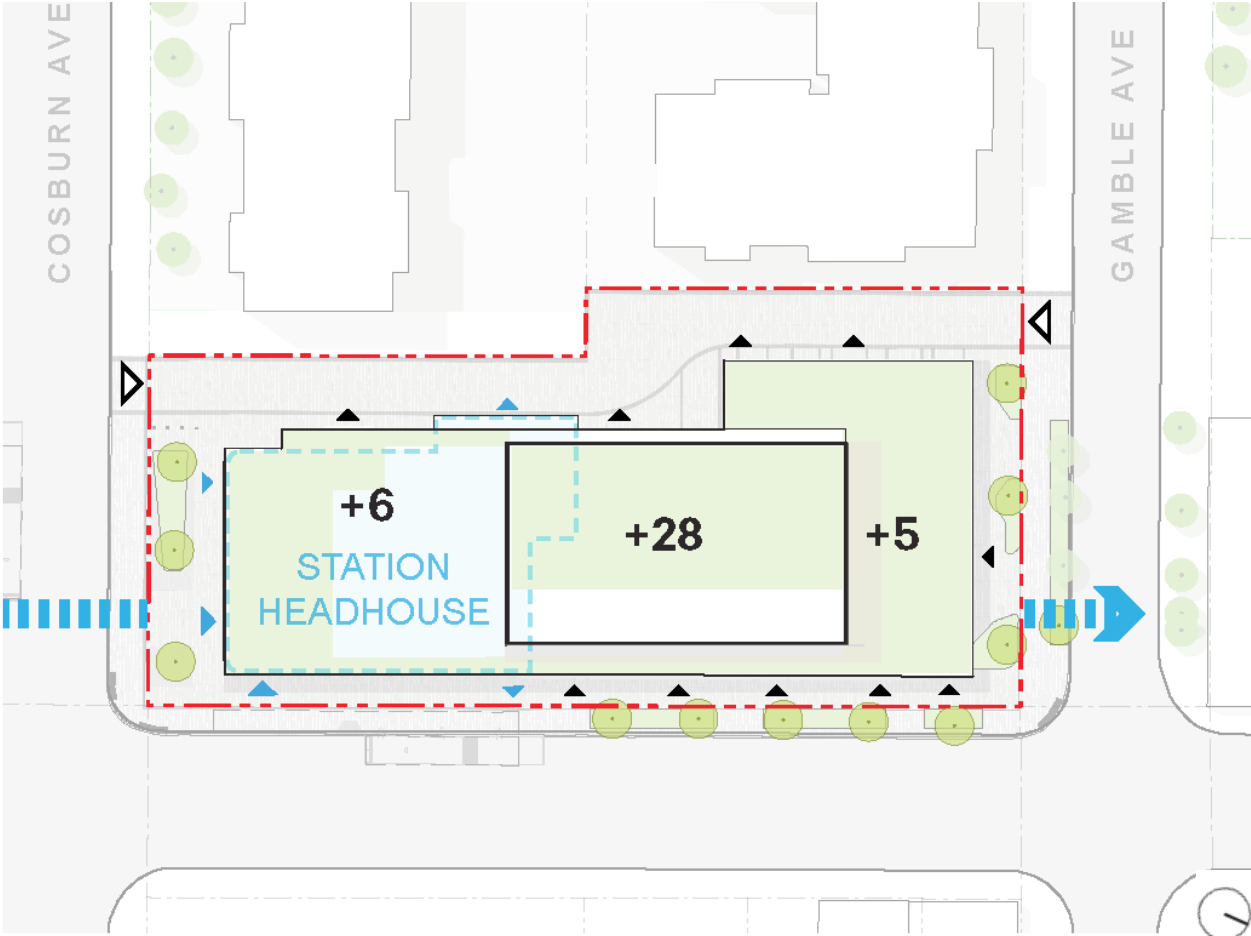 COSBURN AVE
GAMBLE AVE
+6
+28
+5
STATION
HEADHOUSE